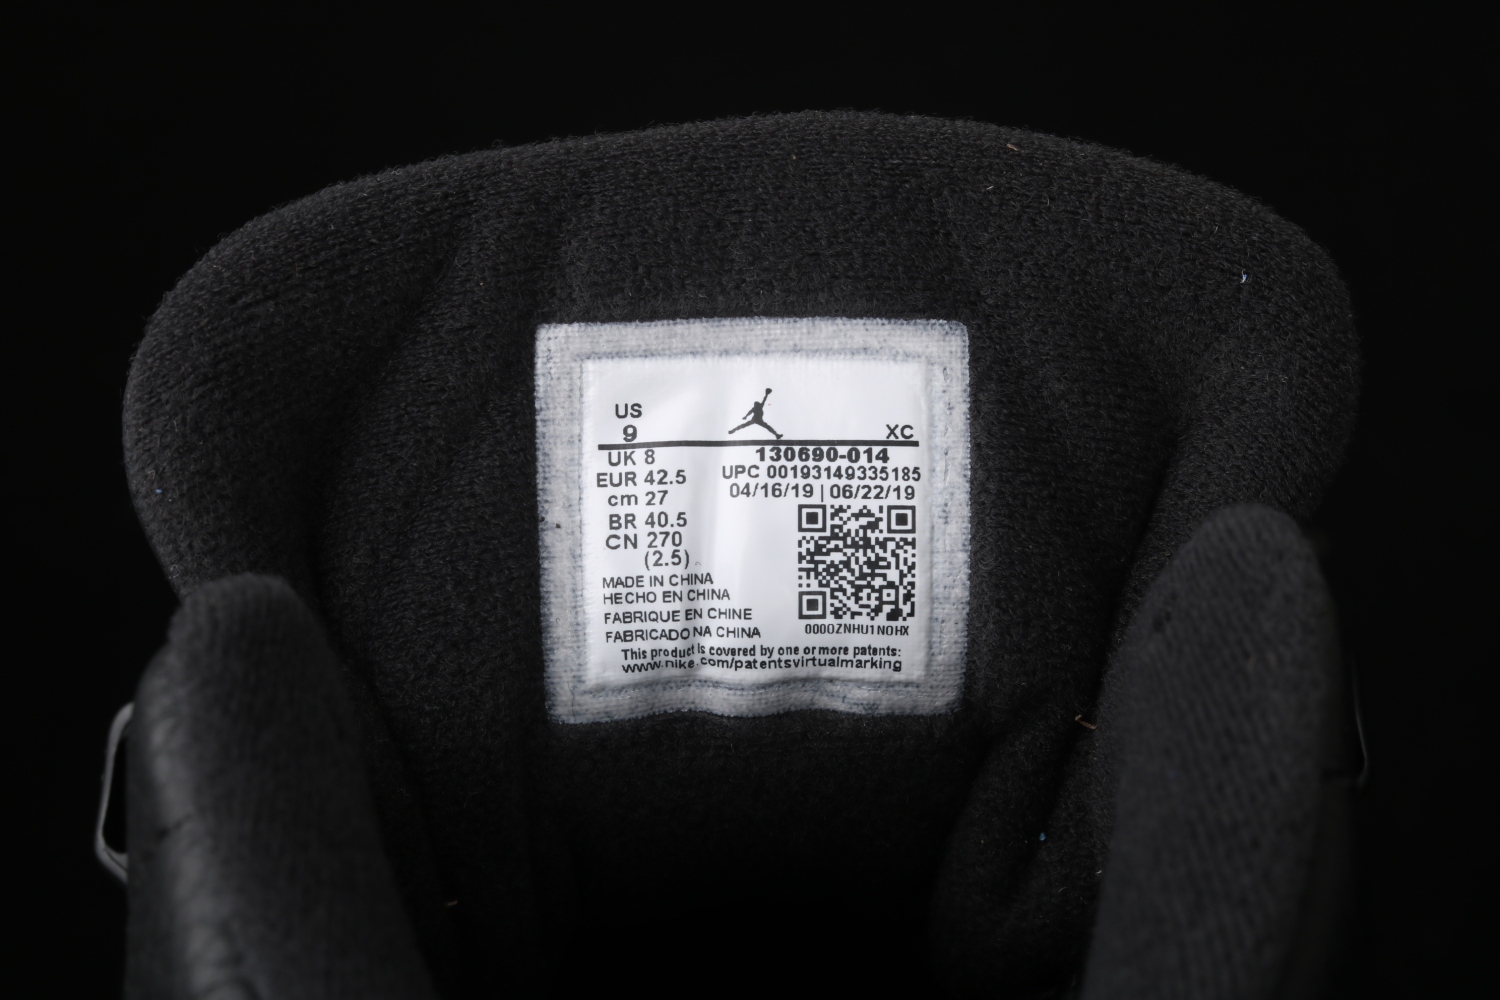 US
9
XC
UK 8
EUR 42.5
cm 27
BR 40.5
CN 270
(2.5)
130690-014
UPC 00193149335185
04/16/19 | 06/22/19
0000ZNHU1N0HX
MADE IN CHINA
HECHO EN CHINA
FABRIQUE EN CHINE
FABRICADO NA CHINA
This product is covered by one or more patents:
www.nike.com/patentsvirtualmarking